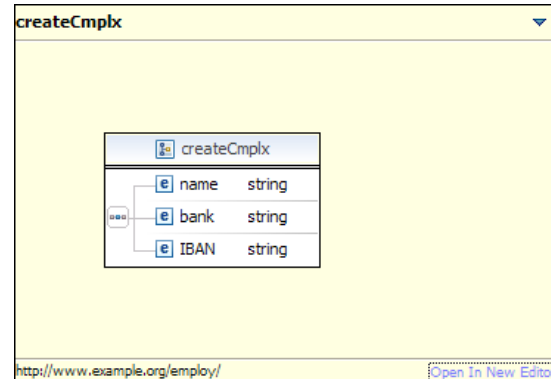 createCmplx
createCmplx
e name string
e bank string
e IBAN string
http://www.example.org/employ/ Open In New Edito